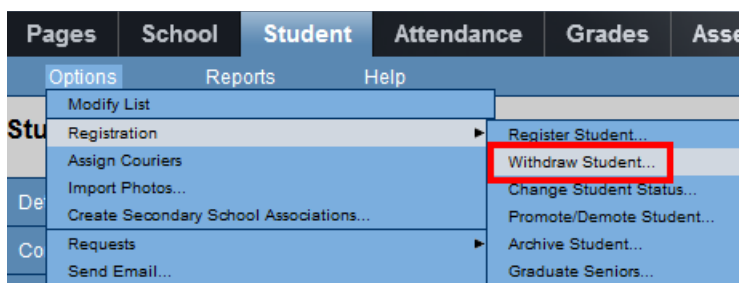 Pages School Student Attendance Grades Asse
Options Reports Help
Modify List
Stu
Registration
Register Student...
Assign Couriers
Withdraw Student...
Import Photos...
Change Student Status...
De
Create Secondary School Associations...
Promote/Demote Student...
Co
Requests
Archive Student...
Send Email...
Graduate Seniors...